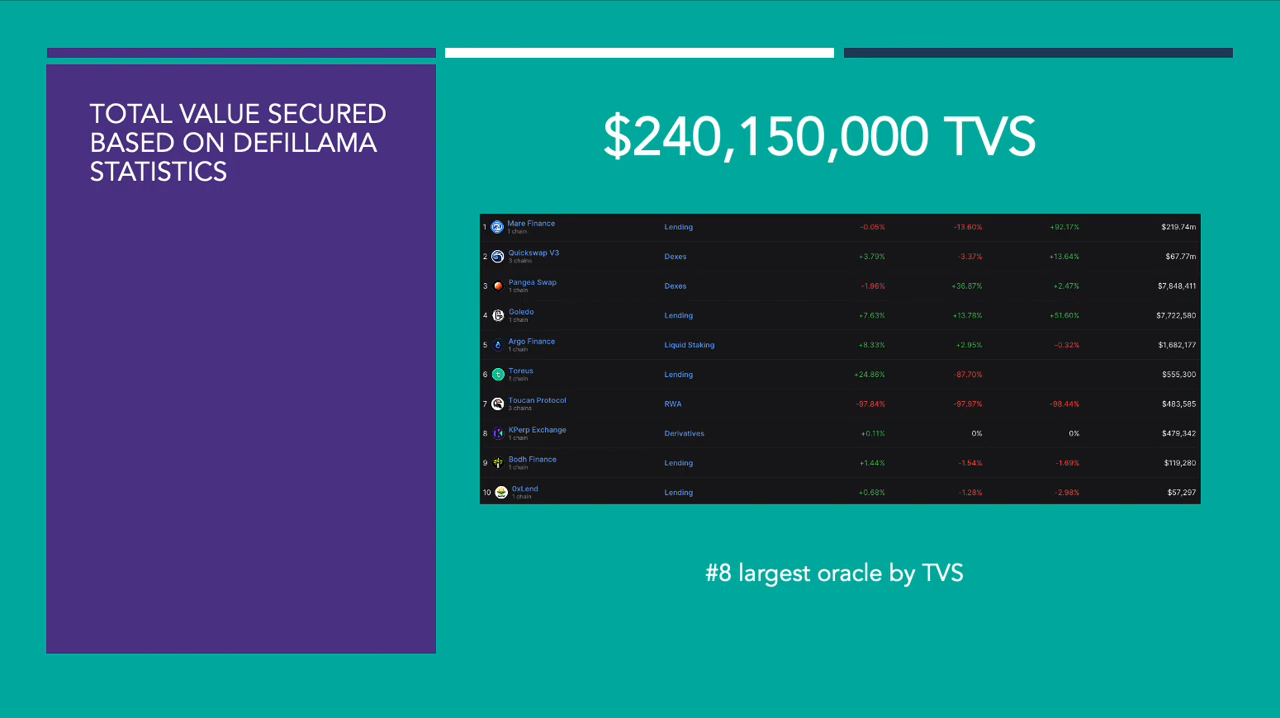 TOTAL VALUE SECURED
BASED ON DEFILLAMA
STATISTICS
$240,150,000 TVS
1 Mare Finance Lending -0.05% -13.60% +92.17% $219.74m
1 chain
2 Quickswap V3 Dexes +3.79% -3.37% +13.64% $67.77m
3 chains
3 Pangea Swap Dexes -1.96% +36.87% +2.47% $7,848,411
1 chain
4 Goledo Lending +7.63% +13.78% +51.60% $7,722,580
1 chain
5 Argo Finance Liquid Staking +8.33% +2.95% -0.32% $1,682,177
1 chain
6 Toreus Lending +24.86% -87.70% $555,300
1 chain
7 Toucan Protocol RWA -97.84% -97.97% -98.44% $483,585
3 chains
8 KPerp Exchange Derivatives +0.11% 0% 0% $479,342
1 chain
9 Bodh Finance Lending +1.44% -1.54% -1.69% $119,280
1 chain
10 0xLend Lending +0.68% -1.28% -2.98% $57,297
1 chain
#8 largest oracle by TVS